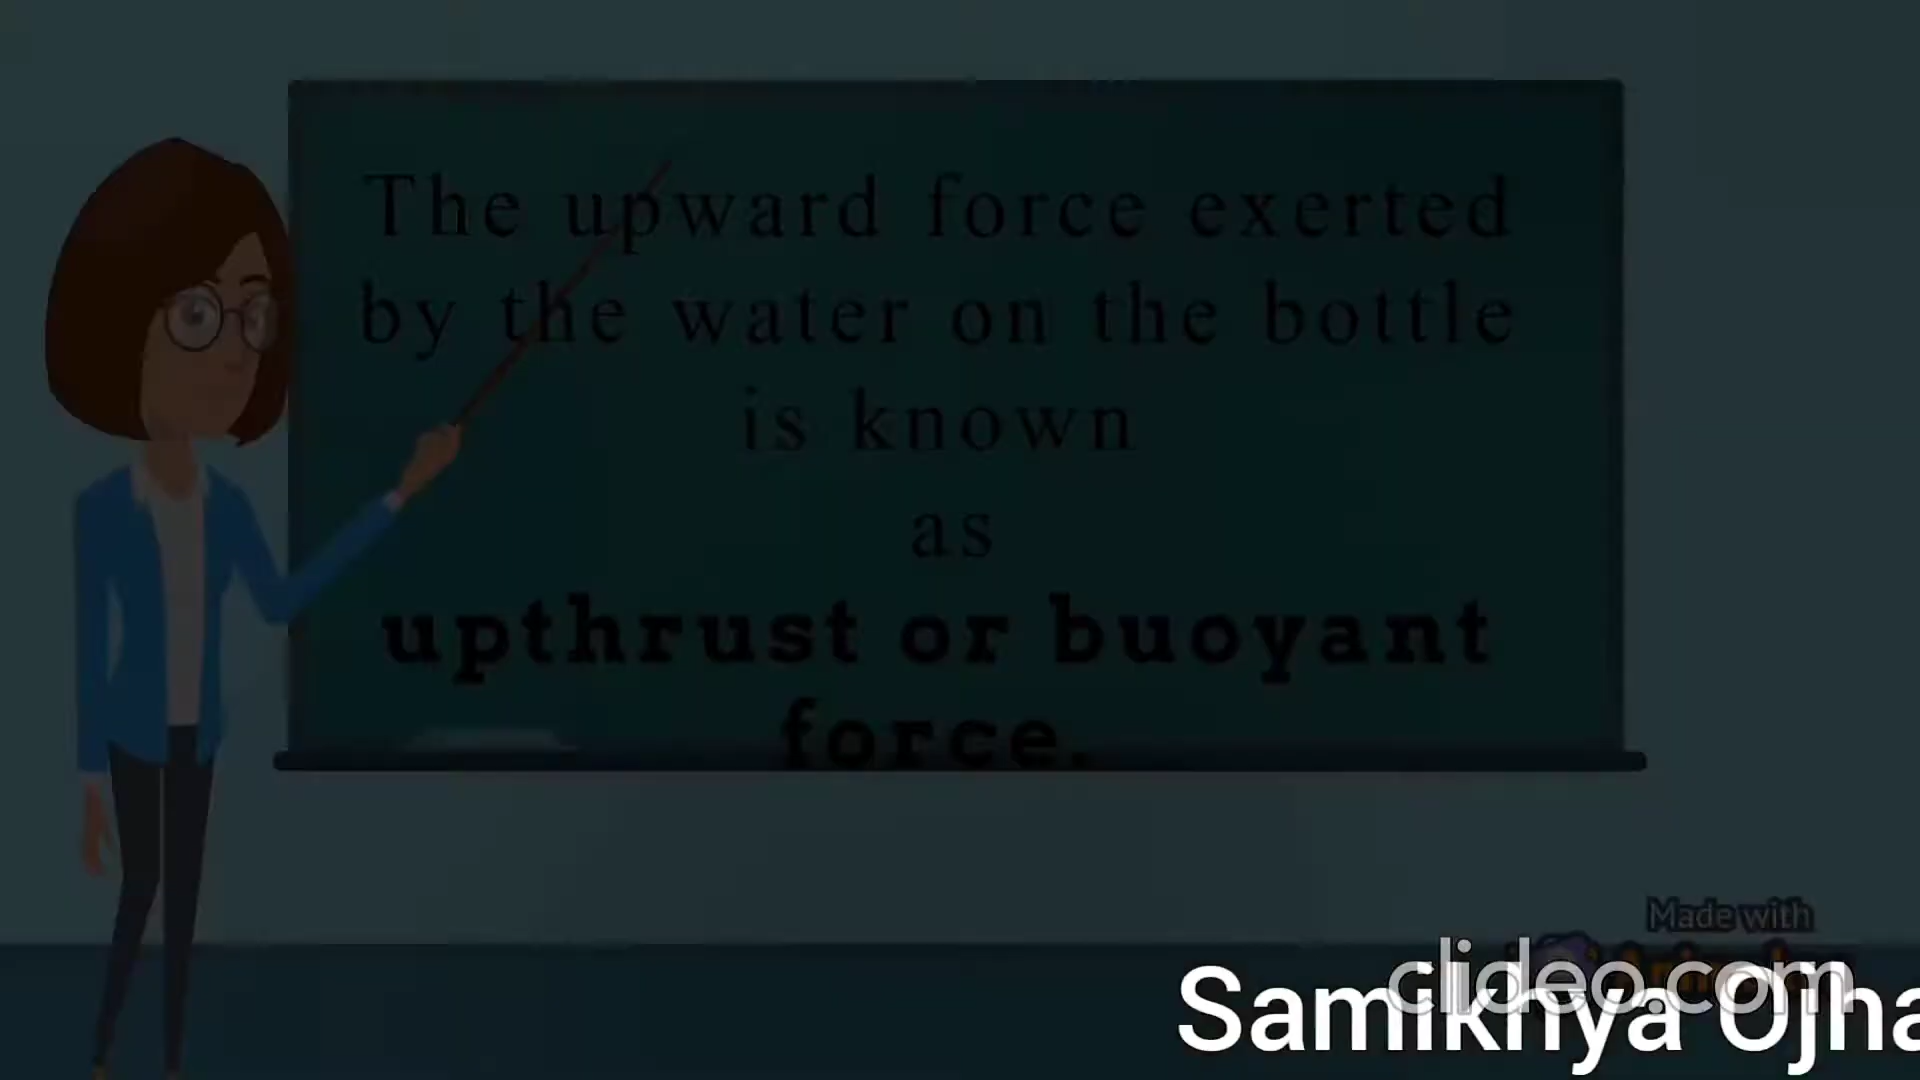 The upward force exerted
by the water on the bottle
is known
as
upthrust or buoyant
force.
Made with
clideo.com
Samikhya Ojha